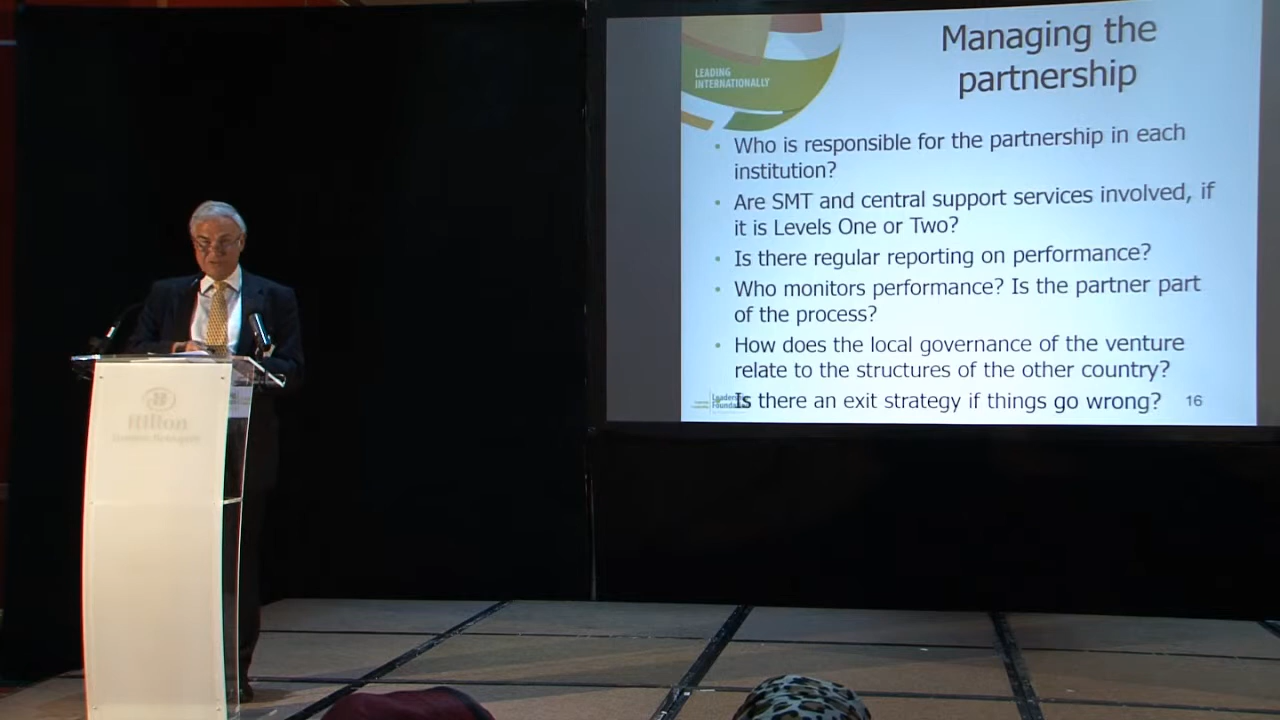 Managing the
partnership
LEADING
INTERNATIONALLY
• Who is responsible for the partnership in each
institution?
• Are SMT and central support services involved, if
it is Levels One or Two?
• Is there regular reporting on performance?
• Who monitors performance? Is the partner part
of the process?
• How does the local governance of the venture
relate to the structures of the other country?
Is there an exit strategy if things go wrong?
16
Hilton